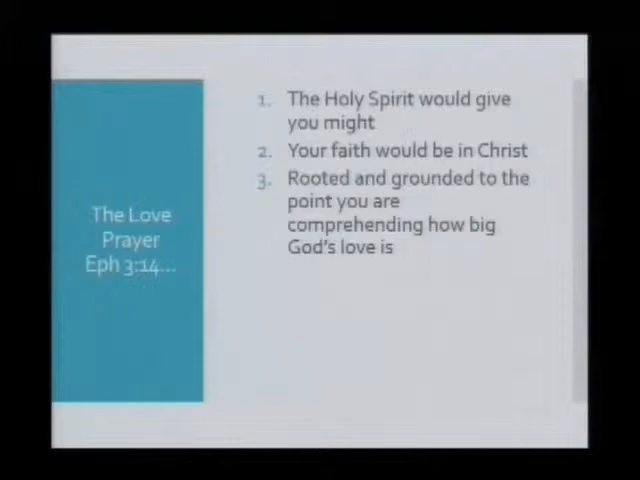 The Love
Prayer
Eph 3:14...
1. The Holy Spirit would give
you might
2. Your faith would be in Christ
3. Rooted and grounded to the
point you are
comprehending how big
God's love is